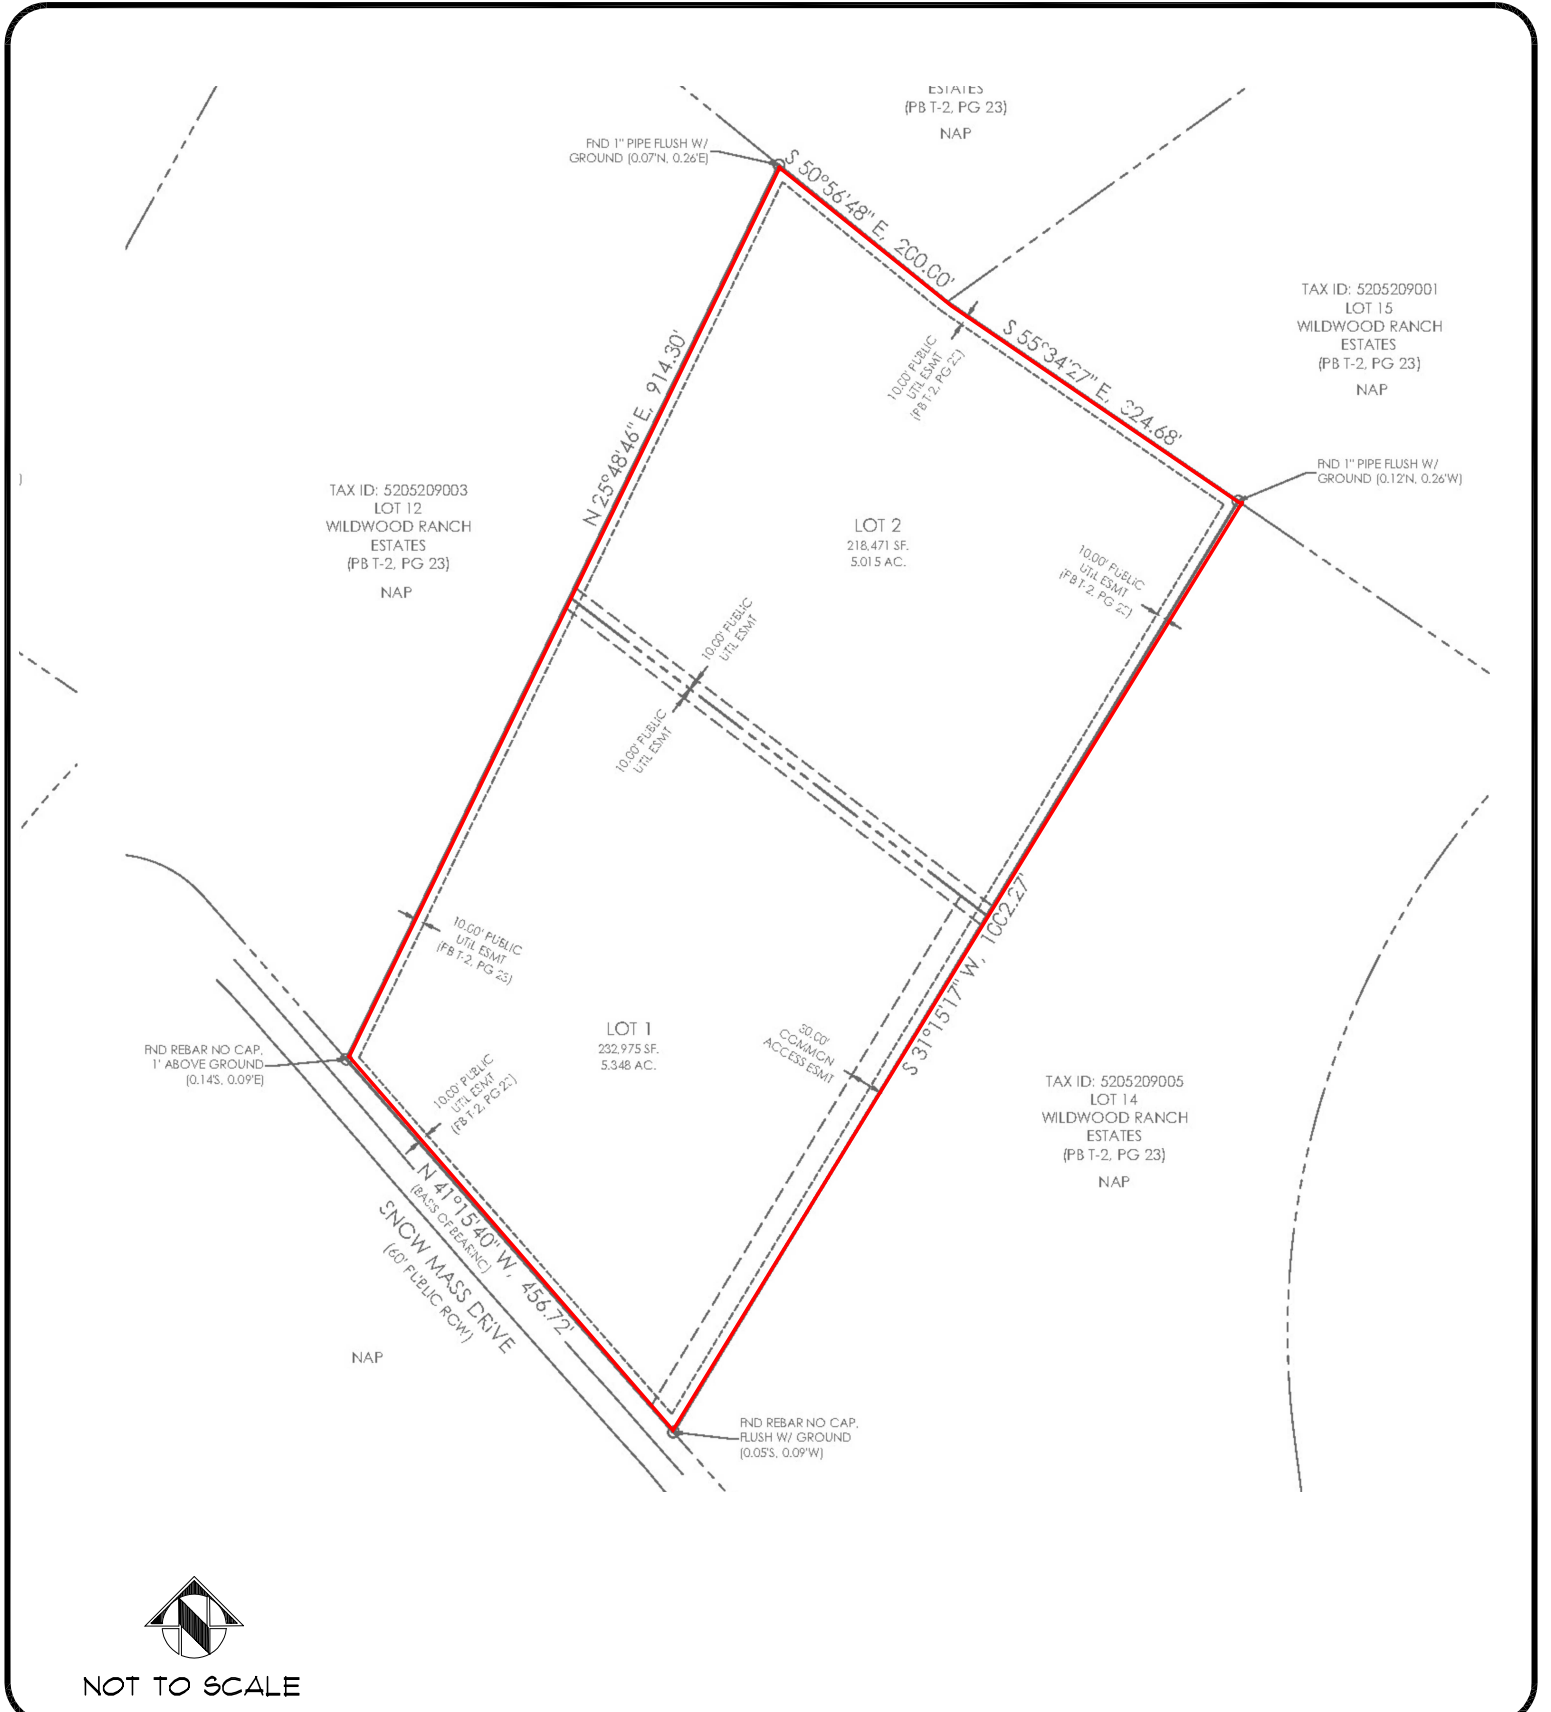 ESTATES
(PB T-2, PG 23)
NAP
FND 1" PIPE FLUSH W/
GROUND (0.07'N, 0.26'E)
S 50°56'48" E, 200.00'
TAX ID: 5205209001
LOT 15
WILDWOOD RANCH
ESTATES
(PB T-2, PG 23)
NAP
10.00' PUBLIC
UTIL ESMT
(PB T-2, PG 23)
S 55°34'27" E, 324.68'
N 25°48'46" E, 914.30'
FND 1" PIPE FLUSH W/
GROUND (0.12'N, 0.26'W)
TAX ID: 5205209003
LOT 12
WILDWOOD RANCH
ESTATES
(PB T-2, PG 23)
NAP
)
LOT 2
218,471 SF.
5.015 AC.
10.00' PUBLIC
UTIL ESMT
(PB T-2, PG 23)
10.00' PUBLIC
UTIL ESMT
10.00' PUBLIC
UTIL ESMT
10.00' PUBLIC
UTIL ESMT
(PB T-2, PG 23)
S 31°15'17" W, 1002.27'
LOT 1
232,975 SF.
5.348 AC.
30.00'
COMMON
ACCESS ESMT
FND REBAR NO CAP,
1' ABOVE GROUND
(0.14'S, 0.09'E)
10.00' PUBLIC
UTIL ESMT
(PB T-2, PG 23)
TAX ID: 5205209005
LOT 14
WILDWOOD RANCH
ESTATES
(PB T-2, PG 23)
NAP
N 41°15'40" W, 456.72'
(BASIS OF BEARING)
SNOW MASS DRIVE
(60' PUBLIC ROW)
NAP
FND REBAR NO CAP,
FLUSH W/ GROUND
(0.05'S, 0.09'W)
N
NOT TO SCALE